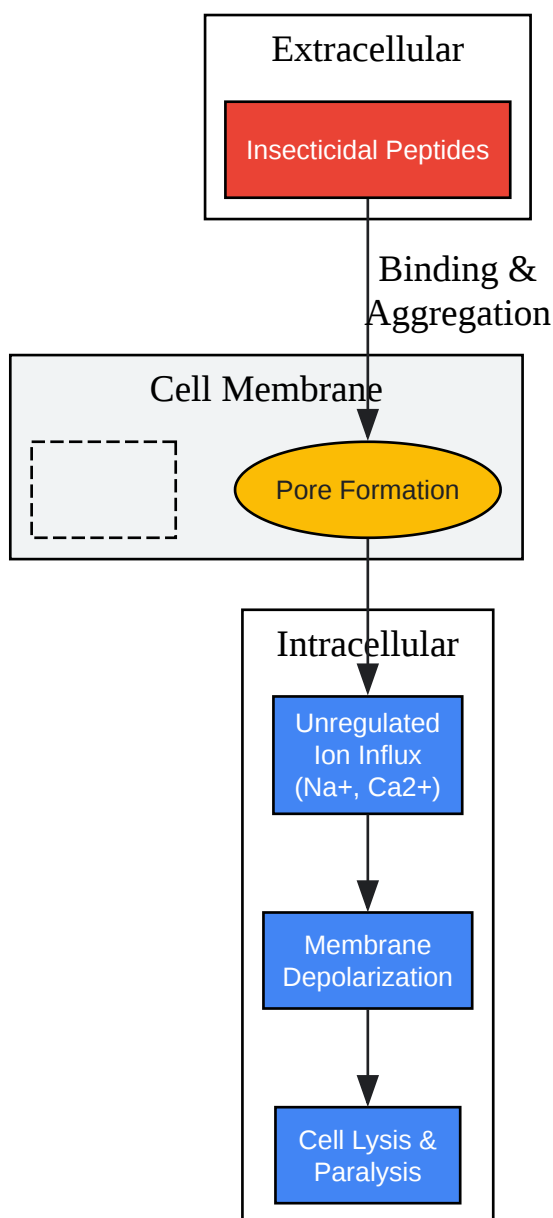 Extracellular
Insecticidal Peptides
Binding &
Aggregation
Cell Membrane
Pore Formation
Intracellular
Unregulated
Ion Influx
(Na+, Ca2+)
Membrane
Depolarization
Cell Lysis &
Paralysis